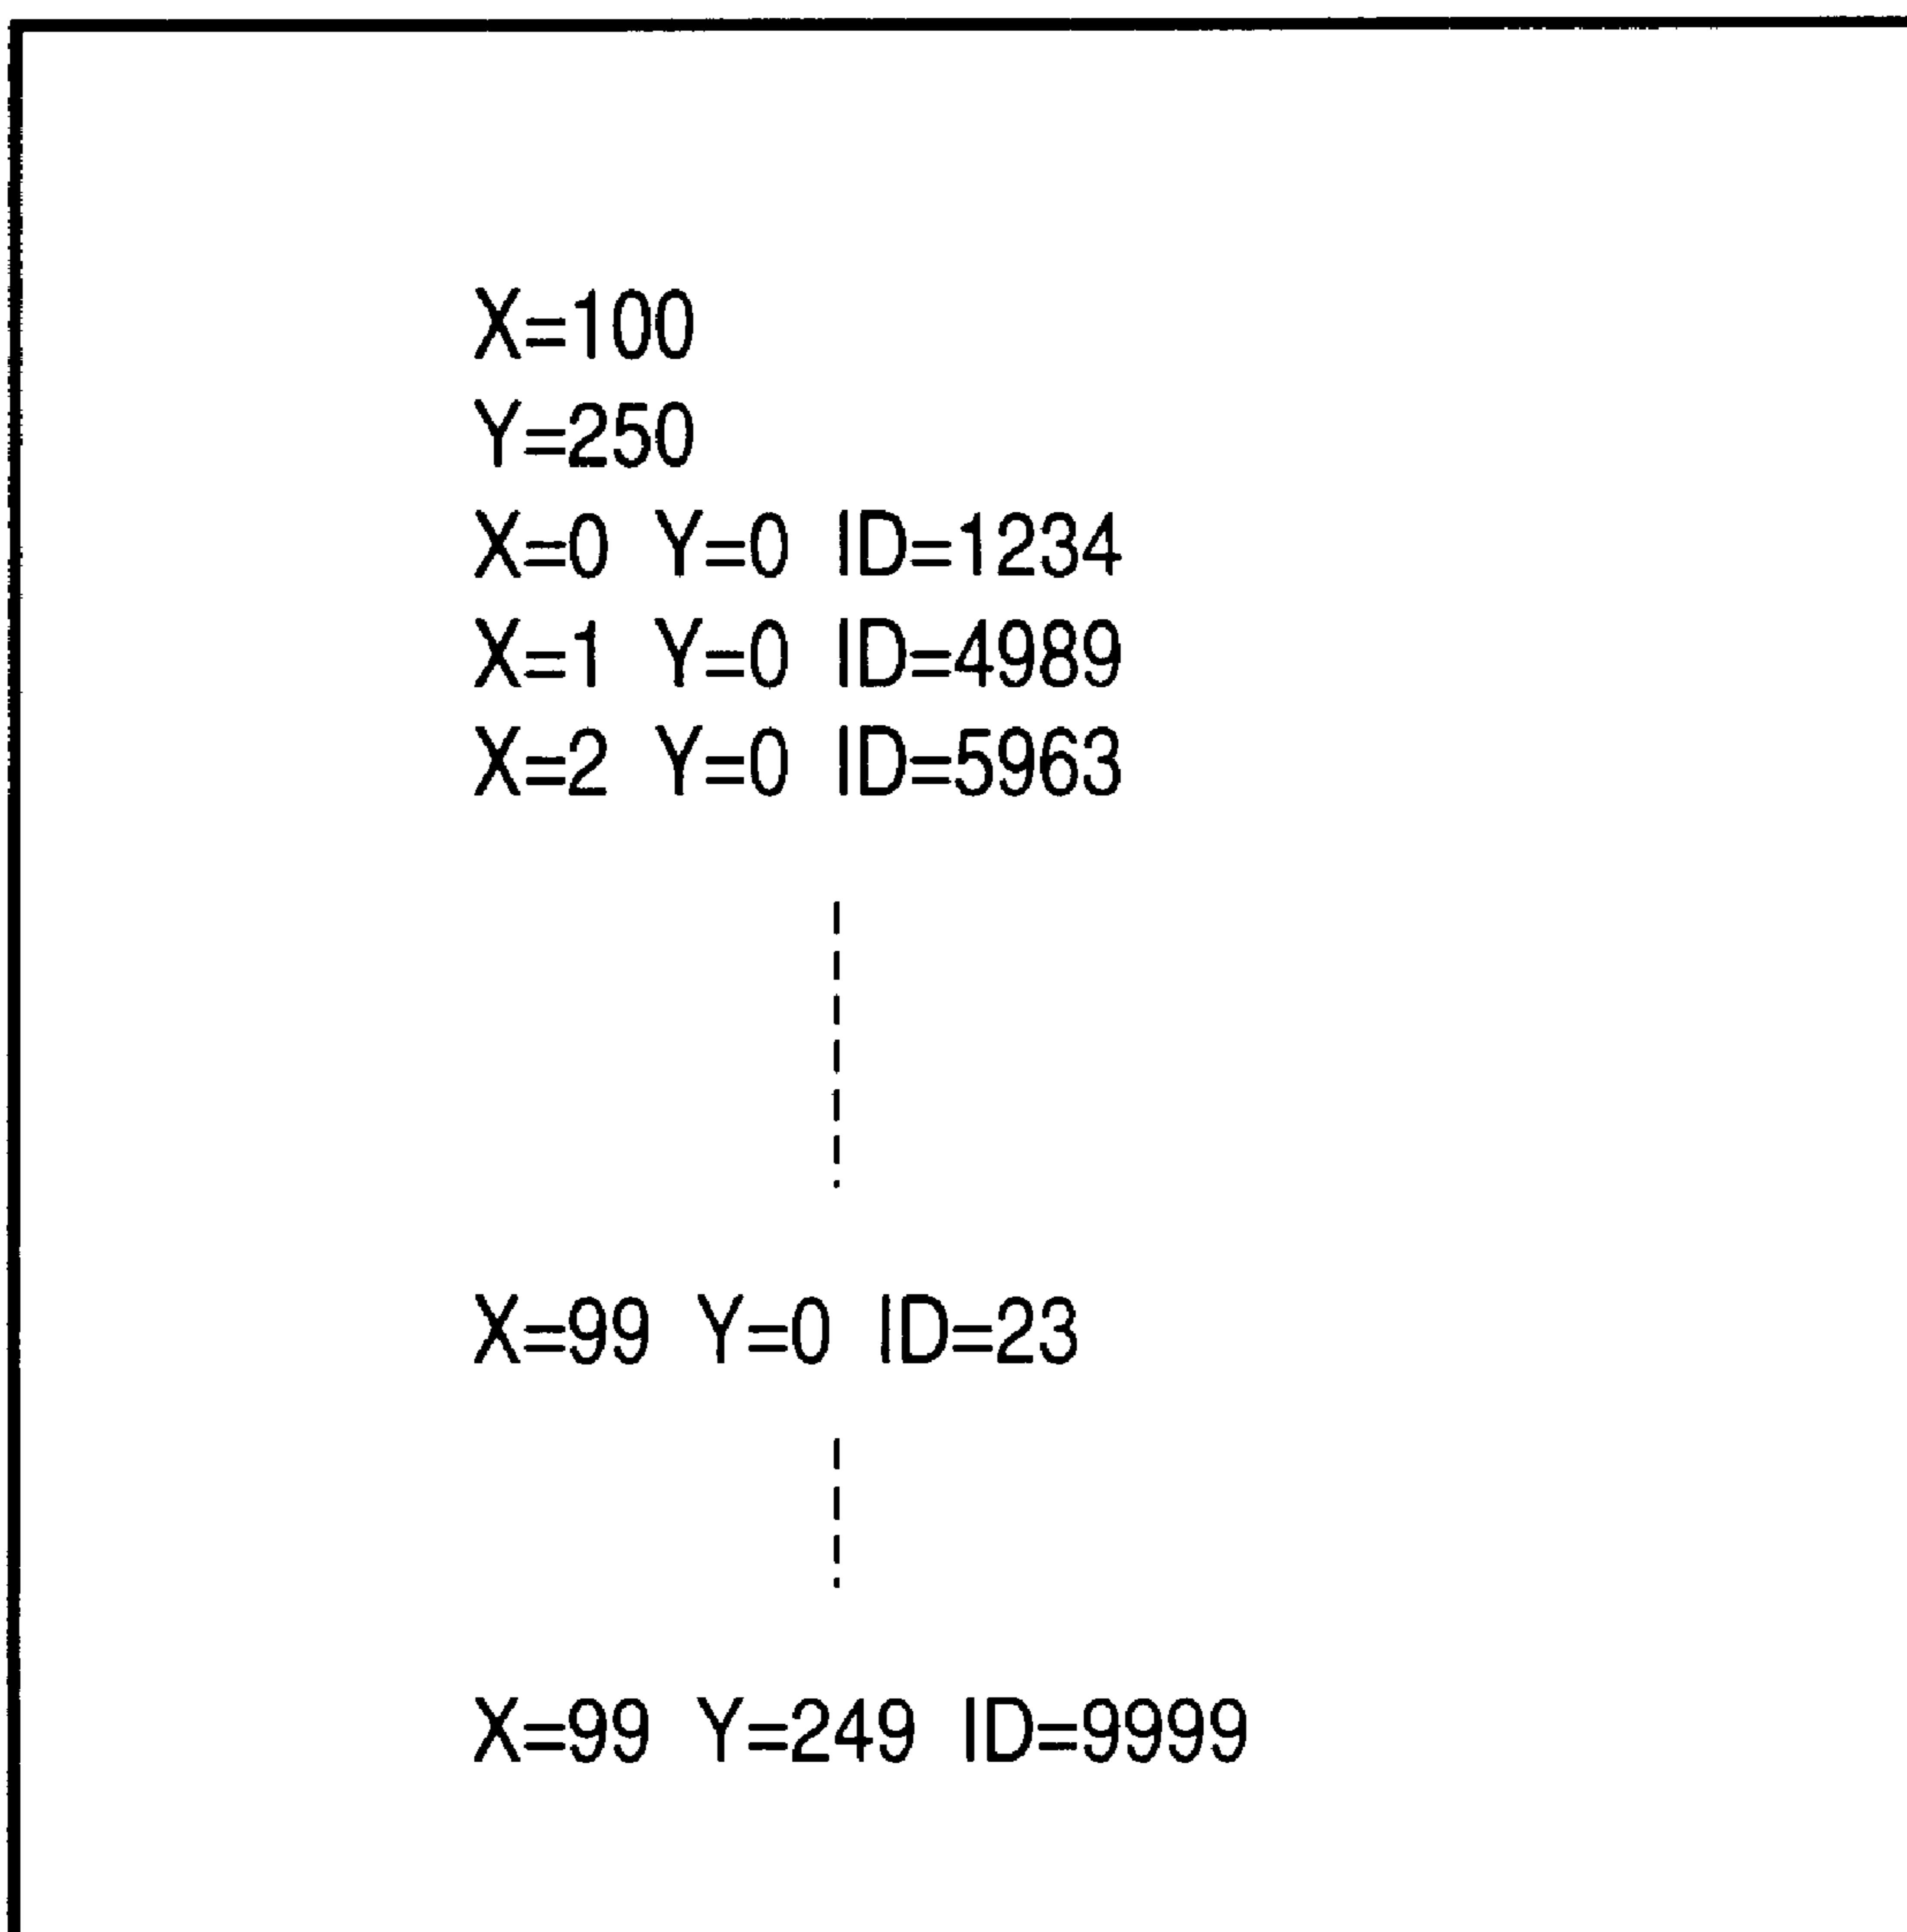 X=100
Y=250
X=0 Y=0 ID=1234
X=1 Y=0 ID=4989
X=2 Y=0 ID=5963
X=99 Y=0 ID=23
X=99 Y=249 ID=9999